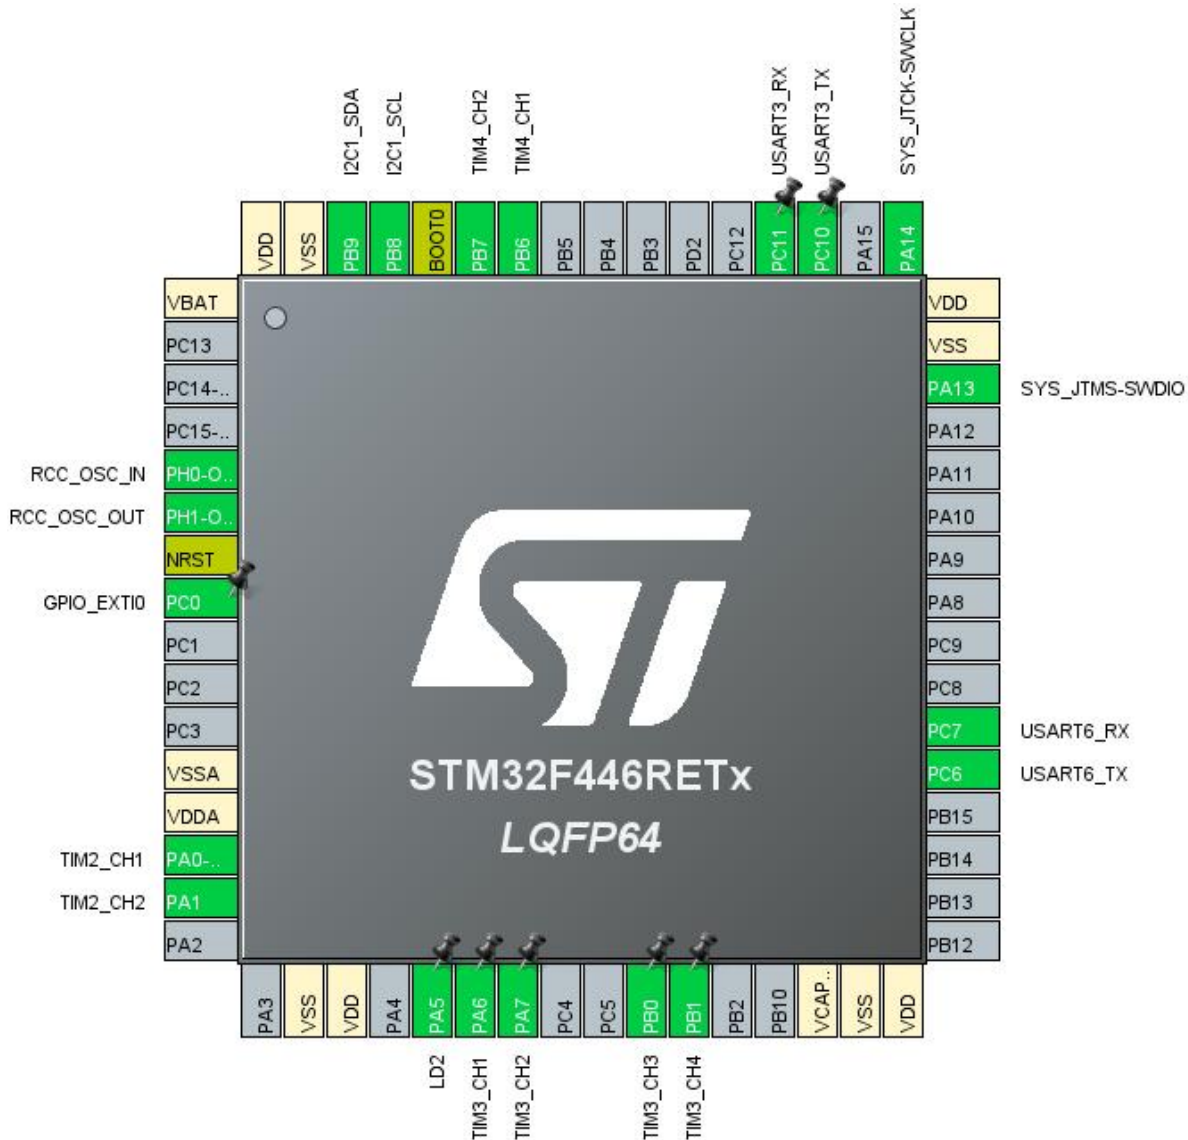 I2C1_SDA
I2C1_SCL
TIM4_CH2
TIM4_CH1
USART3_RX
USART3_TX
SYS_JTCK-SWCLK
VDD
VSS
PB9
PB8
BOOT0
PB7
PB6
PB5
PB4
PB3
PD2
PC12
PC11
PC10
PA15
PA14
VBAT
PC13
PC14-..
PC15-..
RCC_OSC_IN PH0-O..
RCC_OSC_OUT PH1-O..
NRST
GPIO_EXTI0 PC0
PC1
PC2
PC3
VSSA
VDDA
TIM2_CH1 PA0-..
TIM2_CH2 PA1
PA2
STM32F446RETx
LQFP64
VDD
VSS
PA13 SYS_JTMS-SWDIO
PA12
PA11
PA10
PA9
PA8
PC9
PC8
PC7 USART6_RX
PC6 USART6_TX
PB15
PB14
PB13
PB12
PA3
VSS
VDD
PA4
PA5
PA6
PA7
PC4
PC5
PB0
PB1
PB2
PB10
VCAP..
VSS
VDD
LD2
TIM3_CH1
TIM3_CH2
TIM3_CH3
TIM3_CH4